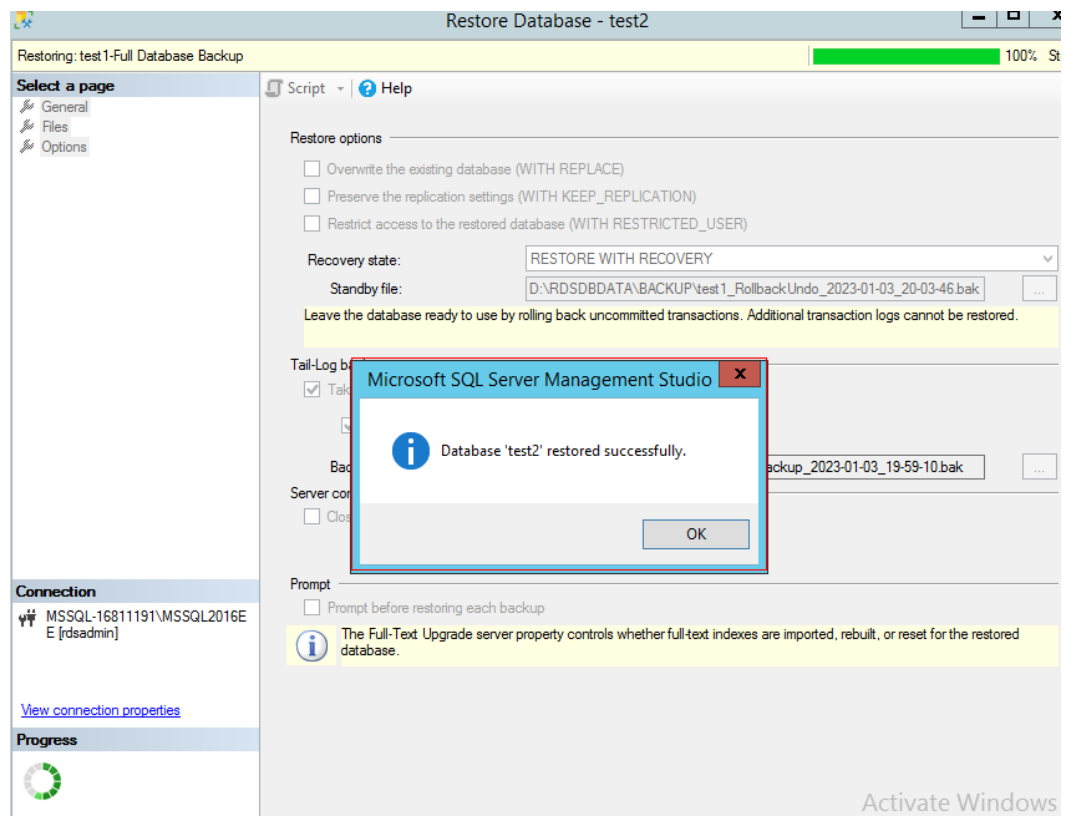 Restore Database - test2
Restoring: test1-Full Database Backup
100%
Select a page
General
Files
Options
Script
Help
Restore options
Overwrite the existing database (WITH REPLACE)
Preserve the replication settings (WITH KEEP_REPLICATION)
Restrict access to the restored database (WITH RESTRICTED_USER)
Recovery state:
RESTORE WITH RECOVERY
Standby file:
D:\RDSDBDATA\BACKUP\test1_RollbackUndo_2023-01-03_20-03-46.bak
...
Leave the database ready to use by rolling back uncommitted transactions. Additional transaction logs cannot be restored.
Tail-Log
Microsoft SQL Server Management Studio
x
Database 'test2' restored successfully.
OK
ackup_2023-01-03_19-59-10.bak
...
Prompt
Prompt before restoring each backup
The Full-Text Upgrade server property controls whether full-text indexes are imported, rebuilt, or reset for the restored
database.
Connection
MSSQL-16811191\MSSQL2016E
E [rdsadmin]
View connection properties
Progress
Activate Windows